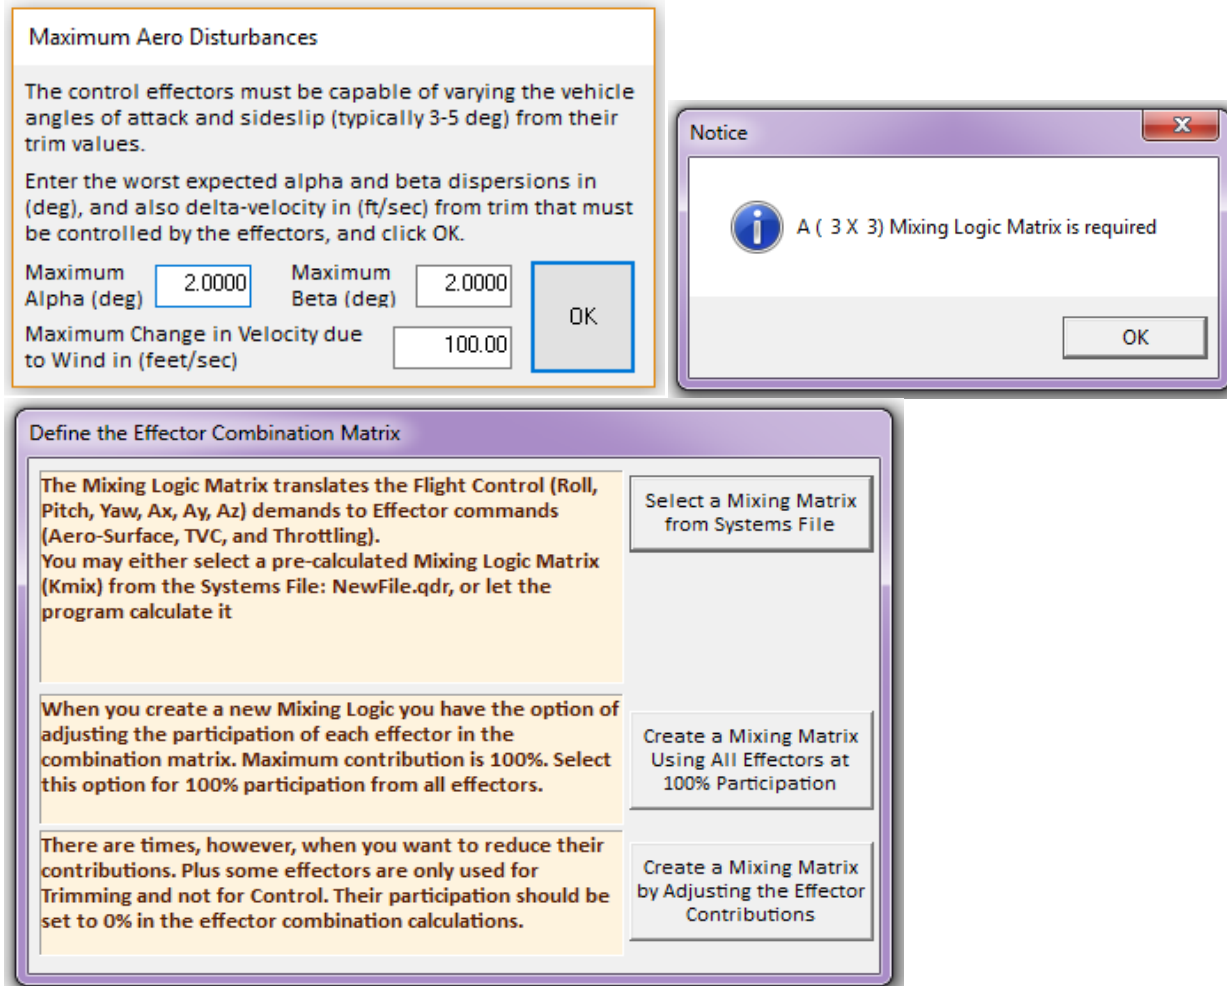 Maximum Aero Disturbances
The control effectors must be capable of varying the vehicle
angles of attack and sideslip (typically 3-5 deg) from their
trim values.
Enter the worst expected alpha and beta dispersions in
(deg), and also delta-velocity in (ft/sec) from trim that must
be controlled by the effectors, and click OK.
Maximum
Alpha (deg)
2.0000
Maximum
Beta (deg)
2.0000
OK
Maximum Change in Velocity due
to Wind in (feet/sec)
100.00
Notice
A ( 3 X 3) Mixing Logic Matrix is required
OK
Define the Effector Combination Matrix
The Mixing Logic Matrix translates the Flight Control (Roll,
Pitch, Yaw, Ax, Ay, Az) demands to Effector commands
(Aero-Surface, TVC, and Throttling).
You may either select a pre-calculated Mixing Logic Matrix
(Kmix) from the Systems File: NewFile.qdr, or let the
program calculate it
Select a Mixing Matrix
from Systems File
When you create a new Mixing Logic you have the option of
adjusting the participation of each effector in the
combination matrix. Maximum contribution is 100%. Select
this option for 100% participation from all effectors.
Create a Mixing Matrix
Using All Effectors at
100% Participation
There are times, however, when you want to reduce their
contributions. Plus some effectors are only used for
Trimming and not for Control. Their participation should be
set to 0% in the effector combination calculations.
Create a Mixing Matrix
by Adjusting the Effector
Contributions